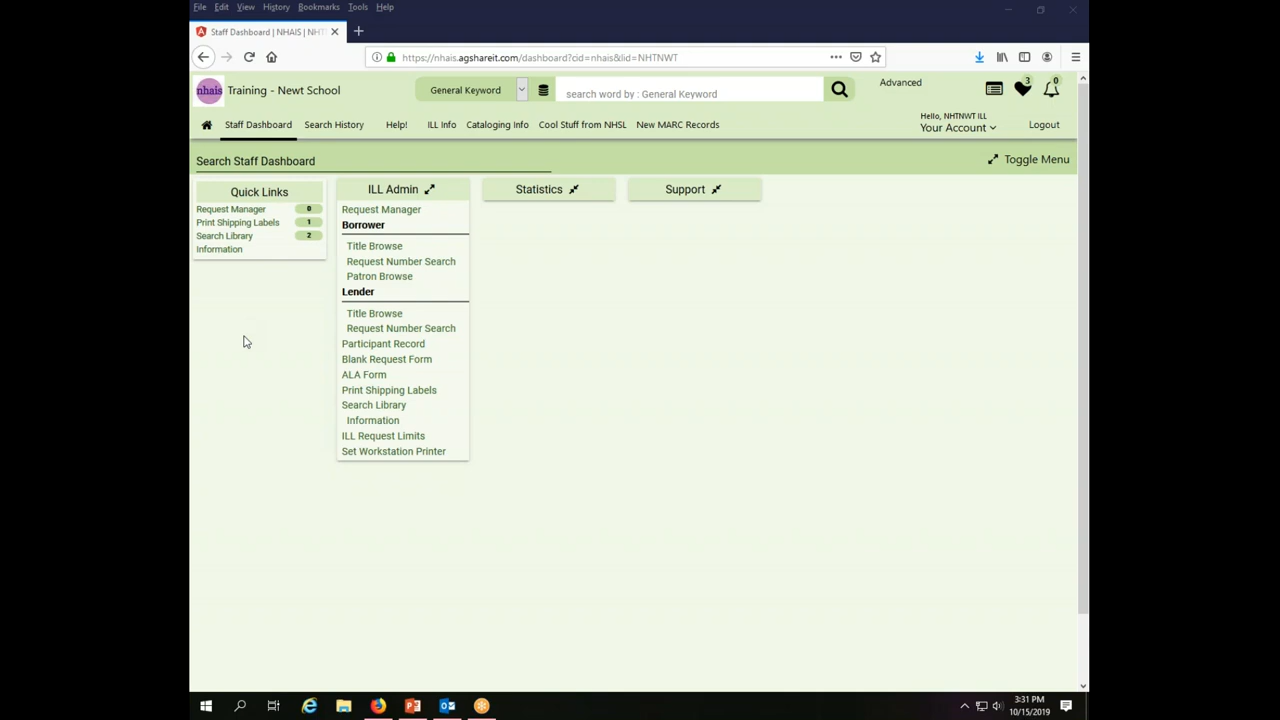 File Edit View History Bookmarks Tools Help
Staff Dashboard | NHAIS | NHT
https://nhais.agshareit.com/dashboard?cid=nhais&lid=NHTNWT
nhais Training - Newt School General Keyword search word by : General Keyword Advanced 3 0
Staff Dashboard Search History Help! ILL Info Cataloging Info Cool Stuff from NHSL New MARC Records Hello, NHTNWT ILL Logout
Your Account
Search Staff Dashboard Toggle Menu
Quick Links
Request Manager 0
Print Shipping Labels 1
Search Library 2
Information
ILL Admin
Request Manager
Borrower
Title Browse
Request Number Search
Patron Browse
Lender
Title Browse
Request Number Search
Participant Record
Blank Request Form
ALA Form
Print Shipping Labels
Search Library
Information
ILL Request Limits
Set Workstation Printer
Statistics
Support
3:31 PM
10/15/2019